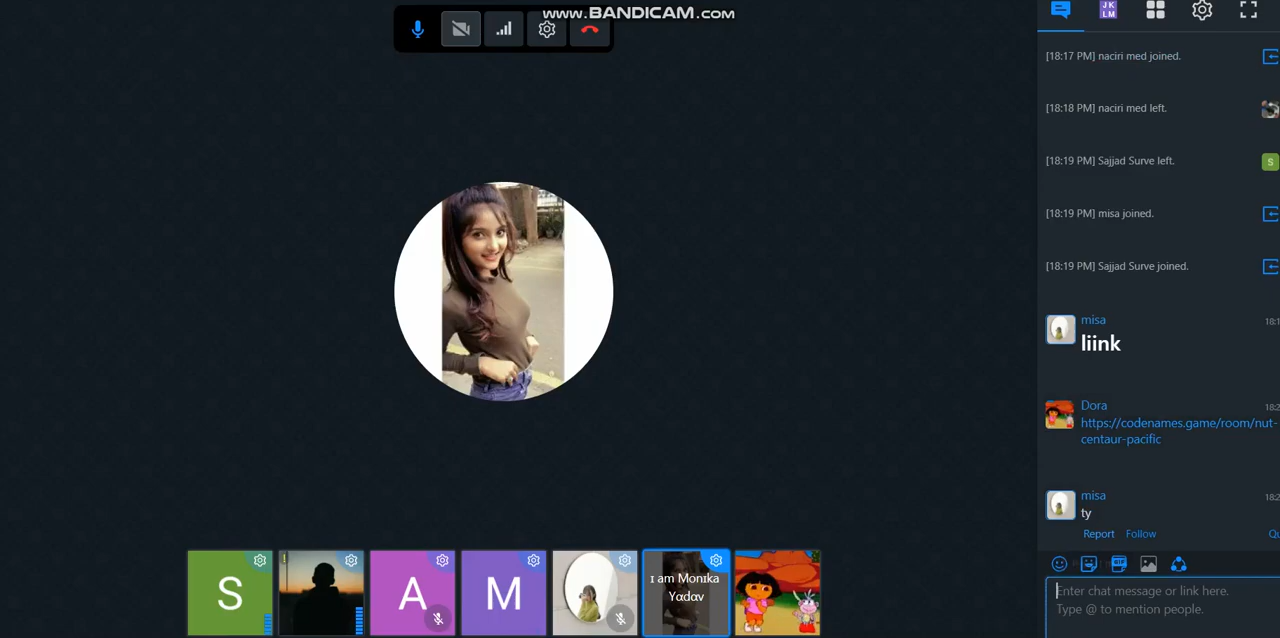 www.BANDICAM.com
JK
LM
[18:17 PM] naciri med joined.
[18:18 PM] naciri med left.
[18:19 PM] Sajjad Surve left.
S
[18:19 PM] misa joined.
[18:19 PM] Sajjad Surve joined.
misa
liink
Dora
https://codenames.game/room/nut-
centaur-pacific
misa
ty
Report Follow
GIF
Enter chat message or link here.
Type @ to mention people.
S
!
A
M
ɪ am Monɪka
Yαdαv